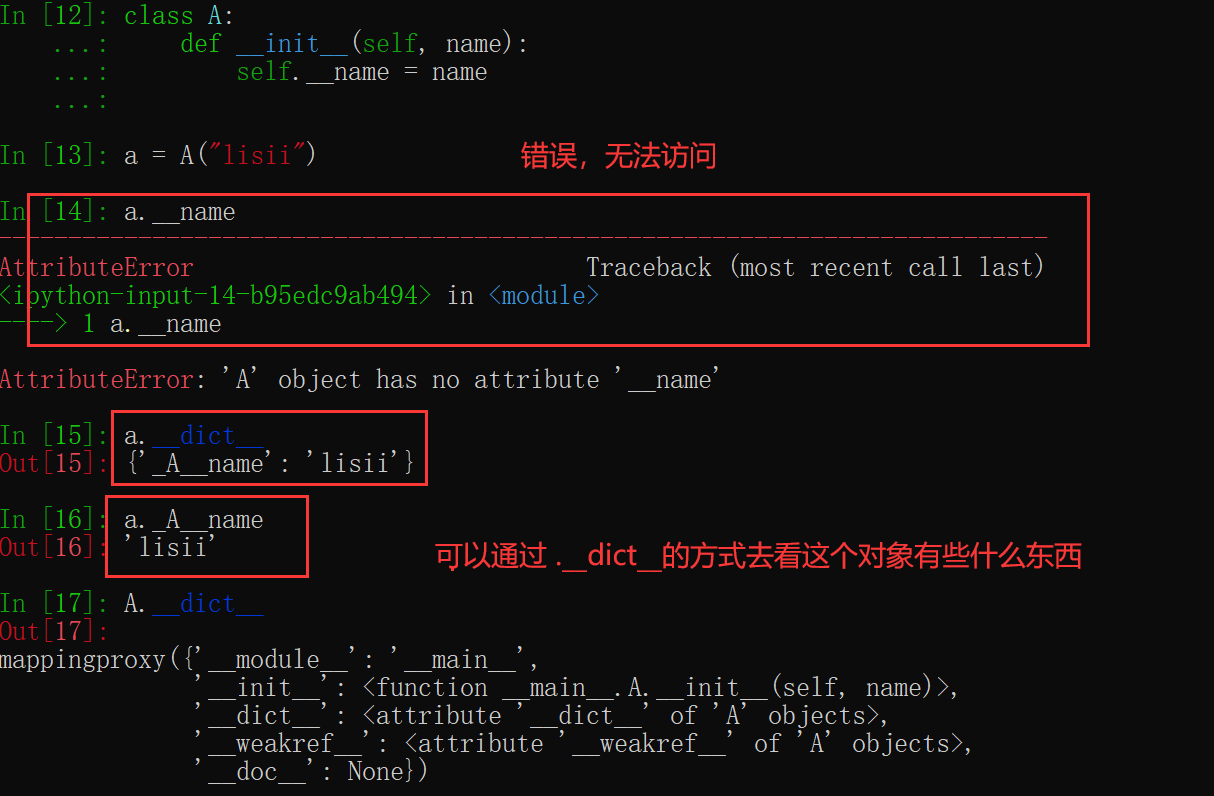 In [12]: class A:
...: def __init__(self, name):
...: self.__name = name
...:
In [13]: a = A("lisii")
错误，无法访问
In [14]: a.__name
---------------------------------------------------------------------------
AttributeError Traceback (most recent call last)
<ipython-input-14-b95edc9ab494> in <module>
----> 1 a.__name
AttributeError: 'A' object has no attribute '__name'
In [15]: a.__dict__
Out[15]: {'_A__name': 'lisii'}
In [16]: a._A__name
Out[16]: 'lisii'
可以通过 .__dict__的方式去看这个对象有些什么东西
In [17]: A.__dict__
Out[17]:
mappingproxy({'__module__': '__main__',
'__init__': <function __main__.A.__init__(self, name)>,
'__dict__': <attribute '__dict__' of 'A' objects>,
'__weakref__': <attribute '__weakref__' of 'A' objects>,
'__doc__': None})